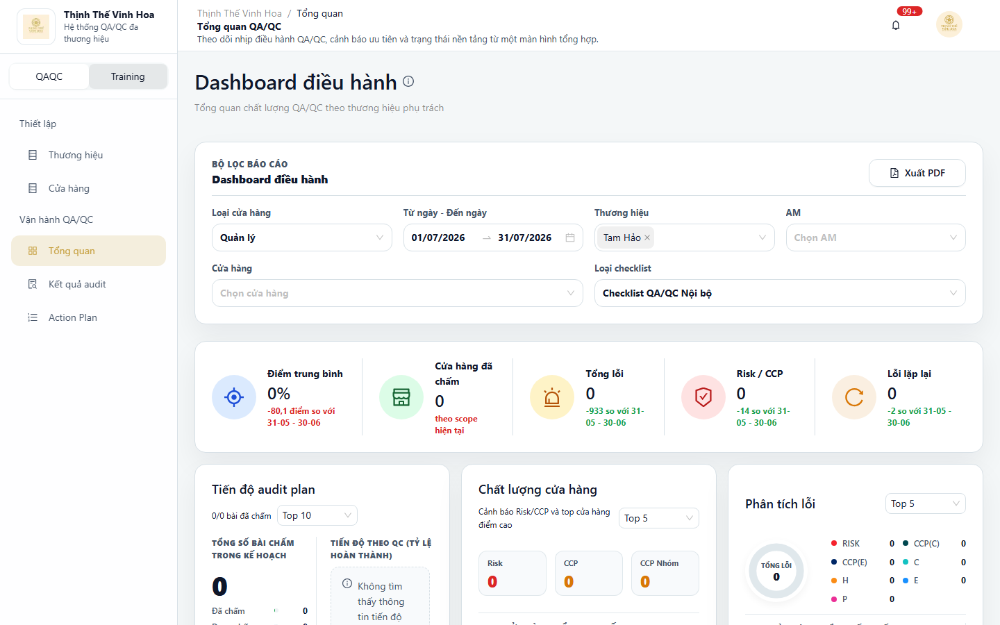 Thịnh Thế Vinh Hoa
Hệ thống QA/QC đa
thương hiệu
QAQC
Training
Thiết lập
Thương hiệu
Cửa hàng
Vận hành QA/QC
Tổng quan
Kết quả audit
Action Plan
Thịnh Thế Vinh Hoa / Tổng quan
Tổng quan QA/QC
Theo dõi nhịp điều hành QA/QC, cảnh báo ưu tiên và trạng thái nền tảng từ một màn hình tổng hợp.
99+
Dashboard điều hành
Tổng quan chất lượng QA/QC theo thương hiệu phụ trách
BỘ LỌC BÁO CÁO
Dashboard điều hành
Xuất PDF
Loại cửa hàng
Quản lý
Từ ngày - Đến ngày
01/07/2026 → 31/07/2026
Thương hiệu
Tam Hảo
AM
Chọn AM
Cửa hàng
Chọn cửa hàng
Loại checklist
Checklist QA/QC Nội bộ
Điểm trung bình
0%
-80,1 điểm so với
31-05 - 30-06
Cửa hàng đã
chấm
0
theo scope
hiện tại
Tổng lỗi
0
-933 so với 31-
05 - 30-06
Risk / CCP
0
-14 so với 31-
05 - 30-06
Lỗi lặp lại
0
-2 so với 31-05 -
30-06
Tiến độ audit plan
0/0 bài đã chấm
Top 10
TỔNG SỐ BÀI CHẤM
TRONG KẾ HOẠCH
0
Đã chấm 0
TIẾN ĐỘ THEO QC (TỶ LỆ
HOÀN THÀNH)
Không tìm
thấy thông
tin tiến độ
Chất lượng cửa hàng
Cảnh báo Risk/CCP và top cửa hàng
điểm cao
Top 5
Risk
0
CCP
0
CCP Nhóm
0
Phân tích lỗi
Top 5
TỔNG LỖI
0
RISK 0
CCP(C) 0
CCP(E) 0
C 0
H 0
E 0
P 0